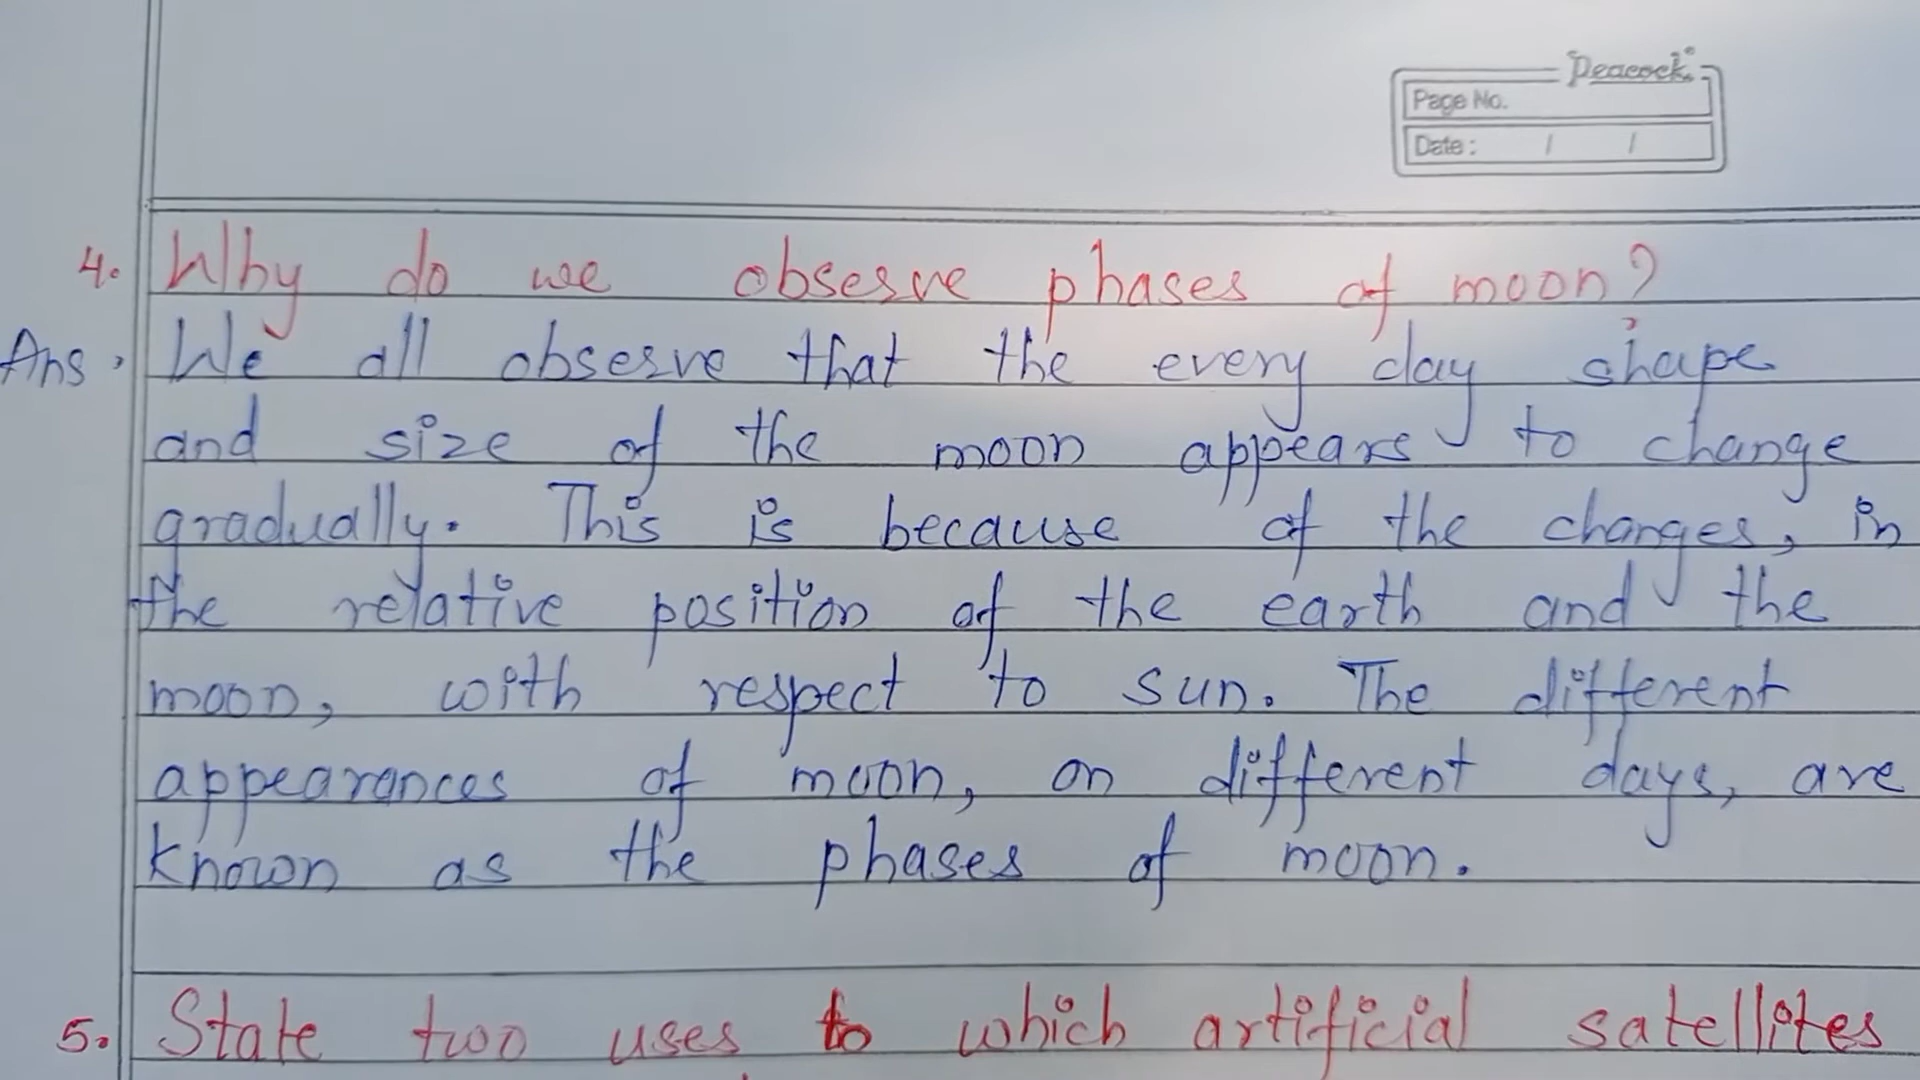 Peacock
Page No.
Date : / /
4. Why do we observe phases of moon?
Ans. We all observe that the every day shape
and size of the moon appears to change
gradually. This is because of the changes, in
the relative position of the earth and the
moon, with respect to sun. The different
appearances of moon, on different days, are
known as the phases of moon.
5. State two uses to which artificial satellites